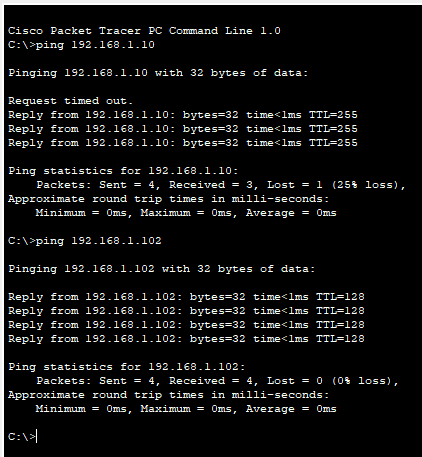 Cisco Packet Tracer PC Command Line 1.0
C:\>ping 192.168.1.10
Pinging 192.168.1.10 with 32 bytes of data:
Request timed out.
Reply from 192.168.1.10: bytes=32 time<1ms TTL=255
Reply from 192.168.1.10: bytes=32 time<1ms TTL=255
Reply from 192.168.1.10: bytes=32 time<1ms TTL=255
Ping statistics for 192.168.1.10:
Packets: Sent = 4, Received = 3, Lost = 1 (25% loss),
Approximate round trip times in milli-seconds:
Minimum = 0ms, Maximum = 0ms, Average = 0ms
C:\>ping 192.168.1.102
Pinging 192.168.1.102 with 32 bytes of data:
Reply from 192.168.1.102: bytes=32 time<1ms TTL=128
Reply from 192.168.1.102: bytes=32 time<1ms TTL=128
Reply from 192.168.1.102: bytes=32 time<1ms TTL=128
Reply from 192.168.1.102: bytes=32 time<1ms TTL=128
Ping statistics for 192.168.1.102:
Packets: Sent = 4, Received = 4, Lost = 0 (0% loss),
Approximate round trip times in milli-seconds:
Minimum = 0ms, Maximum = 0ms, Average = 0ms
C:\>